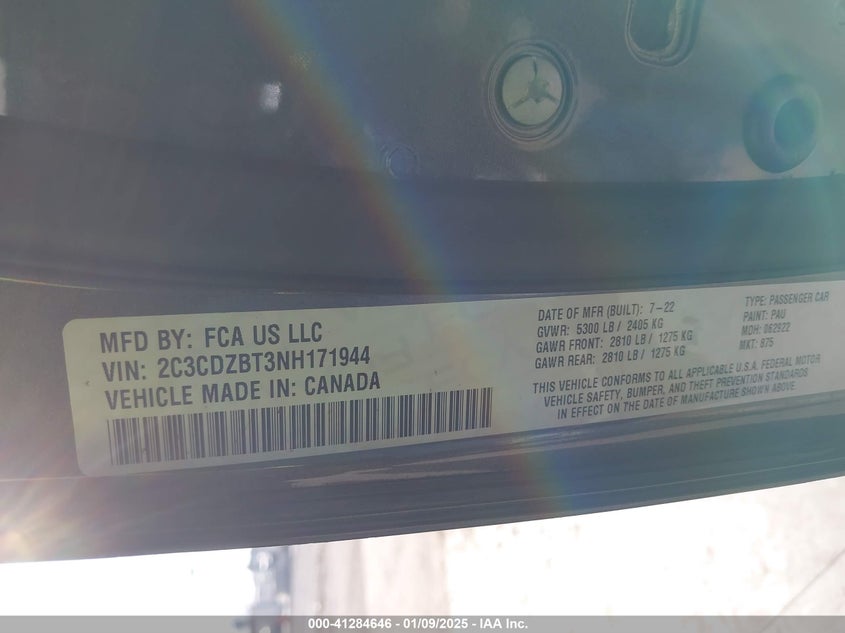 MFD BY: FCA US LLC
VIN: 2C3CDZBT3NH171944
VEHICLE MADE IN: CANADA
DATE OF MFR (BUILT): 7-22
GVWR: 5300 LB / 2405 KG
GAWR FRONT: 2810 LB / 1275 KG
GAWR REAR: 2810 LB / 1275 KG
TYPE: PASSENGER CAR
PAINT: PAU
MDH: 062922
MKT: 875
THIS VEHICLE CONFORMS TO ALL APPLICABLE U.S.A. FEDERAL MOTOR
VEHICLE SAFETY, BUMPER, AND THEFT PREVENTION STANDARDS
IN EFFECT ON THE DATE OF MANUFACTURE SHOWN ABOVE.
000-41284646 - 01/09/2025 - IAA Inc.